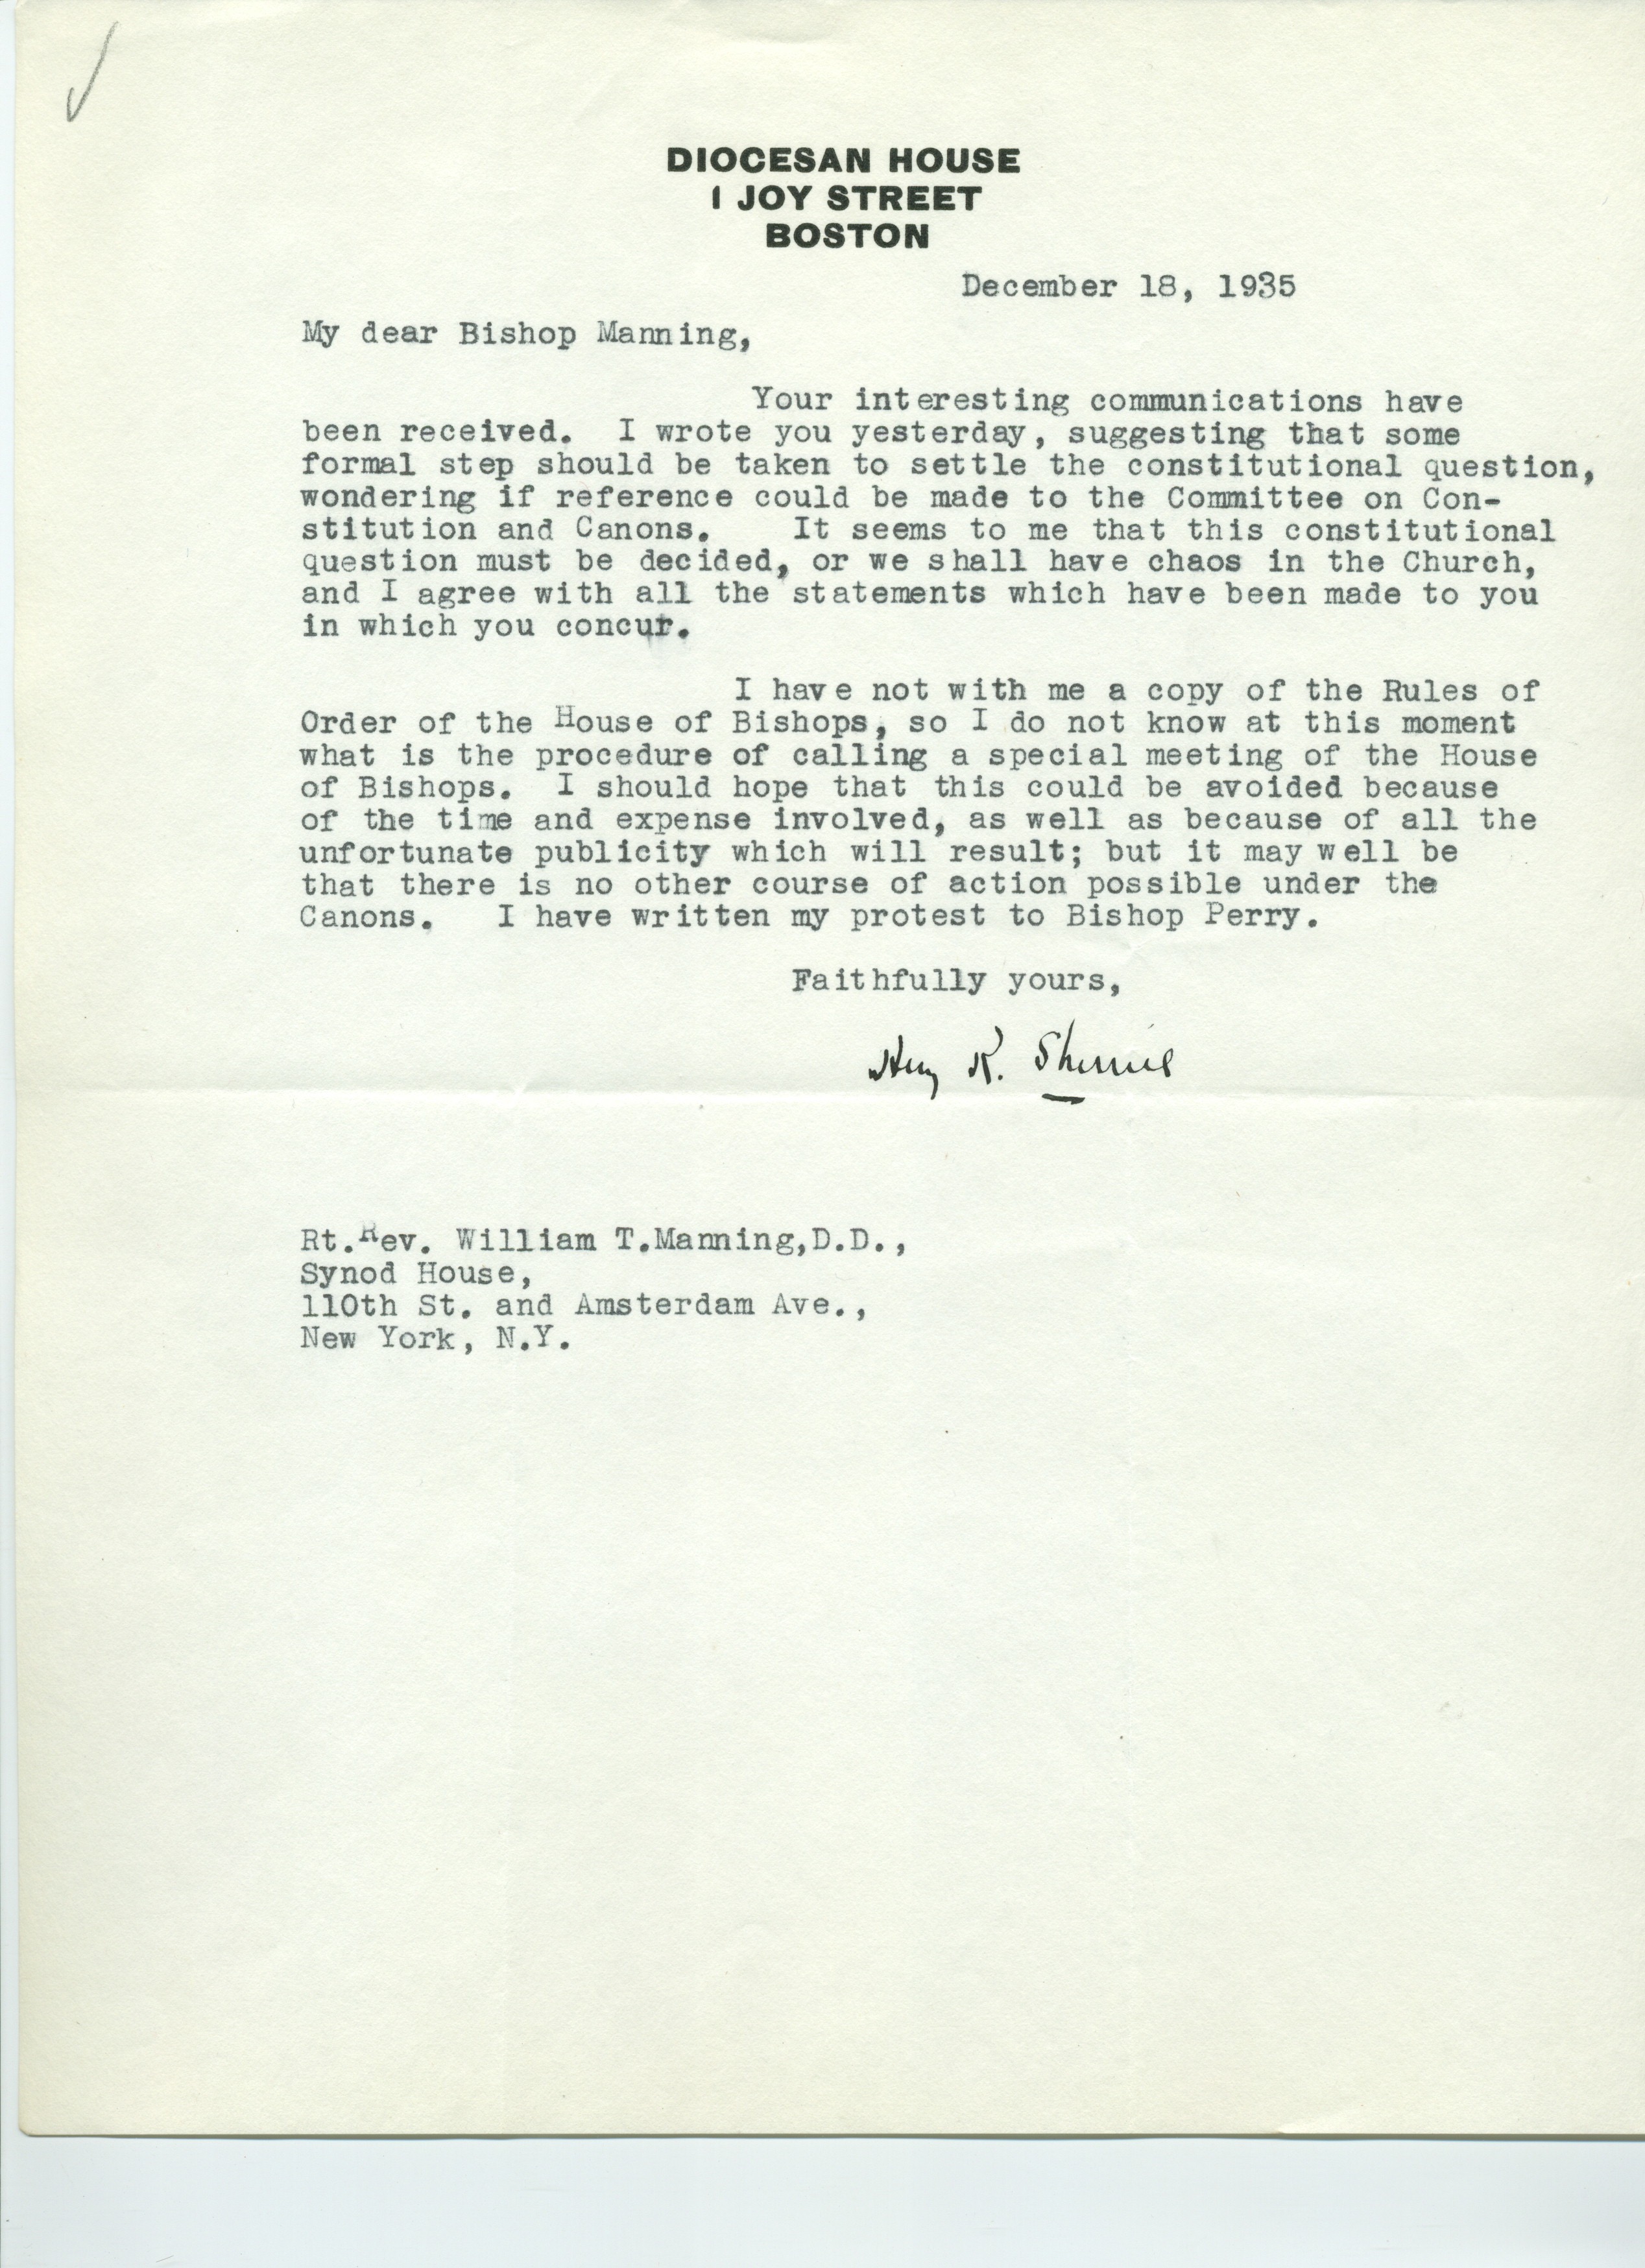 DIOCESAN HOUSE
1 JOY STREET
BOSTON
December 18, 1935
My dear Bishop Manning,
Your interesting communications have
been received. I wrote you yesterday, suggesting that some
formal step should be taken to settle the constitutional question,
wondering if reference could be made to the Committee on Con-
stitution and Canons. It seems to me that this constitutional
question must be decided, or we shall have chaos in the Church,
and I agree with all the statements which have been made to you
in which you concur.
I have not with me a copy of the Rules of
Order of the House of Bishops, so I do not know at this moment
what is the procedure of calling a special meeting of the House
of Bishops. I should hope that this could be avoided because
of the time and expense involved, as well as because of all the
unfortunate publicity which will result; but it may well be
that there is no other course of action possible under the
Canons. I have written my protest to Bishop Perry.
Faithfully yours,
Henry K. Sherrill
Rt.Rev. William T.Manning,D.D.,
Synod House,
110th St. and Amsterdam Ave.,
New York, N.Y.